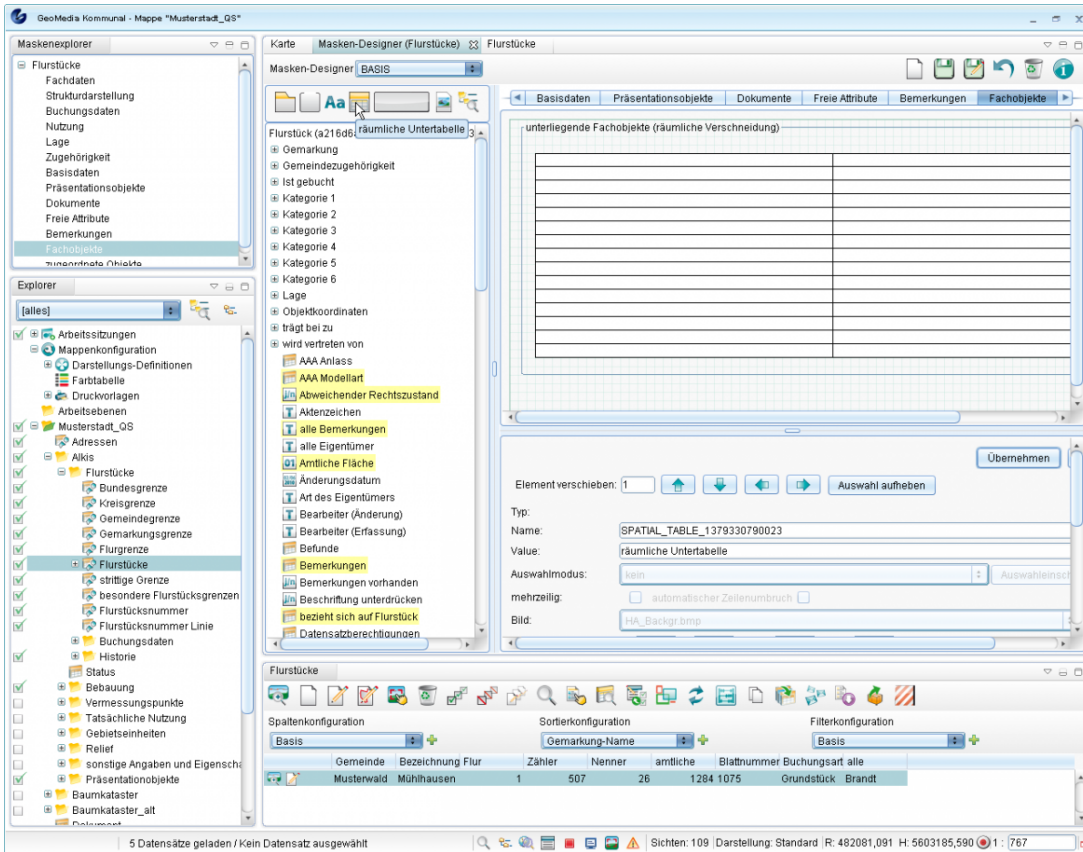 GeoMedia Kommunal - Mappe "Musterstadt_QS"
Maskenexplorer
Flurstücke
Fachdaten
Strukturdarstellung
Buchungsdaten
Nutzung
Lage
Zugehörigkeit
Basisdaten
Präsentationsobjekte
Dokumente
Freie Attribute
Bemerkungen
Fachobjekte
zugeordnete Objekte
Explorer
[alles]
Arbeitssitzungen
Mappenkonfiguration
Darstellungs-Definitionen
Farbtabelle
Druckvorlagen
Arbeitsebenen
Musterstadt_QS
Adressen
Alkis
Flurstücke
Bundesgrenze
Kreisgrenze
Gemeindegrenze
Gemarkungsgrenze
Flurgrenze
Flurstücke
strittige Grenze
besondere Flurstücksgrenzen
Flurstücksnummer
Flurstücksnummer Linie
Buchungsdaten
Historie
Status
Bebauung
Vermessungspunkte
Tatsächliche Nutzung
Gebietseinheiten
Relief
sonstige Angaben und Eigenscha
Präsentationobjekte
Baumkataster
Baumkataster_alt
Dokument
Karte Masken-Designer (Flurstücke) Flurstücke
Masken-Designer BASIS
Aa
räumliche Untertabelle
Flurstück (a216d6
Gemarkung
Gemeindezugehörigkeit
Ist gebucht
Kategorie 1
Kategorie 2
Kategorie 3
Kategorie 4
Kategorie 5
Kategorie 6
Lage
Objektkoordinaten
trägt bei zu
wird vertreten von
AAA Anlass
AAA Modellart
Abweichender Rechtszustand
Aktenzeichen
alle Bemerkungen
alle Eigentümer
Amtliche Fläche
Änderungsdatum
Art des Eigentümers
Bearbeiter (Änderung)
Bearbeiter (Erfassung)
Befunde
Bemerkungen
Bemerkungen vorhanden
Beschriftung unterdrücken
bezieht sich auf Flurstück
Datensatzberechtigungen
Basisdaten Präsentationsobjekte Dokumente Freie Attribute Bemerkungen Fachobjekte
unterliegende Fachobjekte (räumliche Verschneidung)
Übernehmen
Element verschieben: 1 Auswahl aufheben
Typ:
Name: SPATIAL_TABLE_1379330790023
Value: räumliche Untertabelle
Auswahlmodus: kein Auswahleinsch
mehrzeilig: automatischer Zeilenumbruch
Bild: HA_Backgr.bmp
Flurstücke
Spaltenkonfiguration Sortierkonfiguration Filterkonfiguration
Basis Gemarkung-Name Basis
Gemeinde Bezeichnung Flur Zähler Nenner amtliche Blattnummer Buchungsart alle
Musterwald Mühlhausen 1 507 26 1284 1075 Grundstück Brandt
5 Datensätze geladen / Kein Datensatz ausgewählt Sichten: 109 Darstellung: Standard R: 482081,091 H: 5603185,590 1 : 767